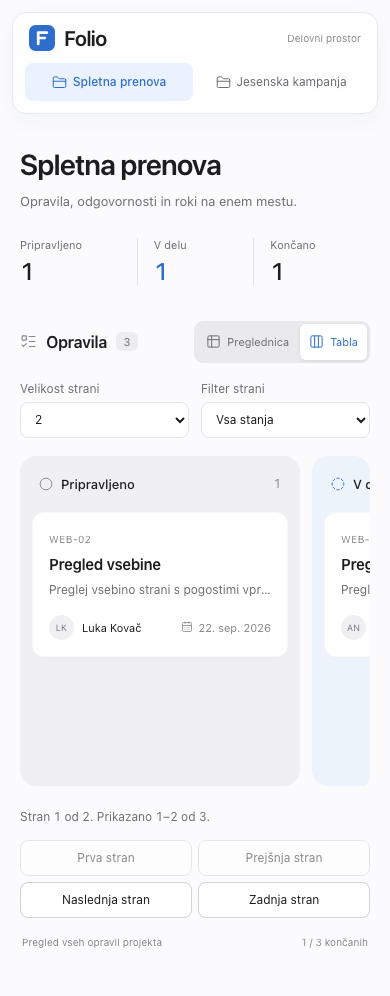 Folio
Delovni prostor
Spletna prenova
Jesenska kampanja
Spletna prenova
Opravila, odgovornosti in roki na enem mestu.
Pripravljeno
1
V delu
1
Končano
1
Opravila 3
Preglednica
Tabla
Velikost strani
2
Filter strani
Vsa stanja
Pripravljeno 1
WEB-02
Pregled vsebine
Preglej vsebino strani s pogostimi vpr…
LK Luka Kovač
22. sep. 2026
V d
WEB-
Preg
Pregl
AN
Stran 1 od 2. Prikazano 1–2 od 3.
Prva stran
Prejšnja stran
Naslednja stran
Zadnja stran
Pregled vseh opravil projekta
1 / 3 končanih